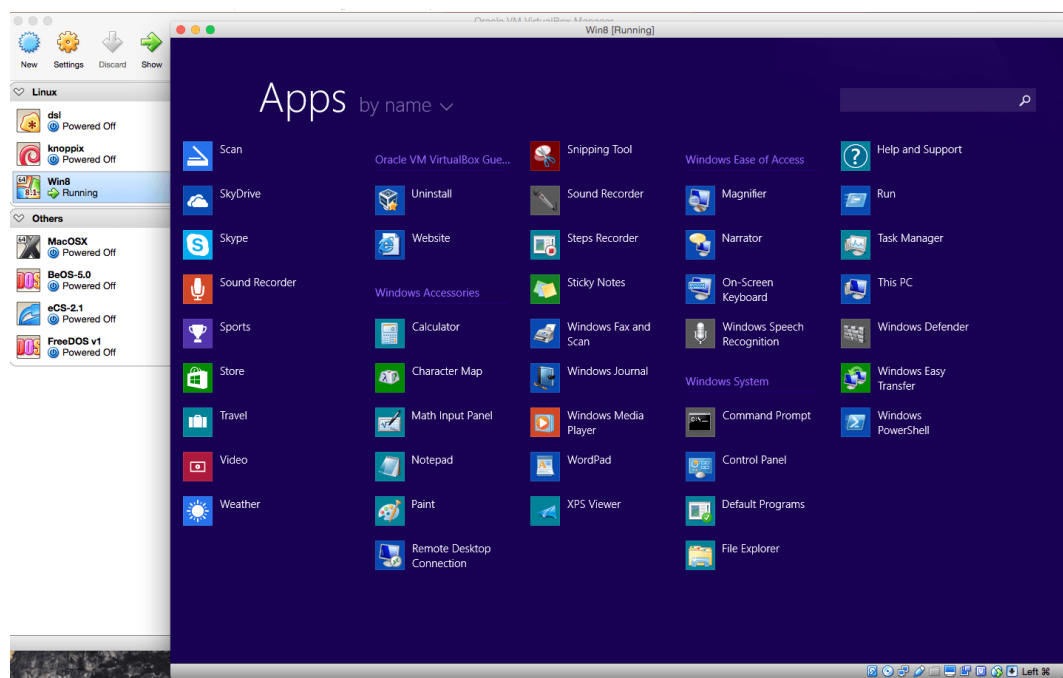 Oracle VM VirtualBox Manager
Win8 [Running]
New
Settings
Discard
Show
Linux
dsl
Powered Off
knoppix
Powered Off
64
8.1
Win8
Running
Others
64
MacOSX
Powered Off
DOS
BeOS-5.0
Powered Off
eCS-2.1
Powered Off
DOS
FreeDOS v1
Powered Off
Apps by name
Scan
SkyDrive
Skype
Sound Recorder
Sports
Store
Travel
Video
Weather
Oracle VM VirtualBox Gue...
Uninstall
Website
Windows Accessories
Calculator
Character Map
Math Input Panel
Notepad
Paint
Remote Desktop
Connection
Snipping Tool
Sound Recorder
Steps Recorder
Sticky Notes
Windows Fax and
Scan
Windows Journal
Windows Media
Player
WordPad
XPS Viewer
Windows Ease of Access
Magnifier
Narrator
On-Screen
Keyboard
Windows Speech
Recognition
Windows System
Command Prompt
Control Panel
Default Programs
File Explorer
Help and Support
Run
Task Manager
This PC
Windows Defender
Windows Easy
Transfer
Windows
PowerShell
Left ⌘